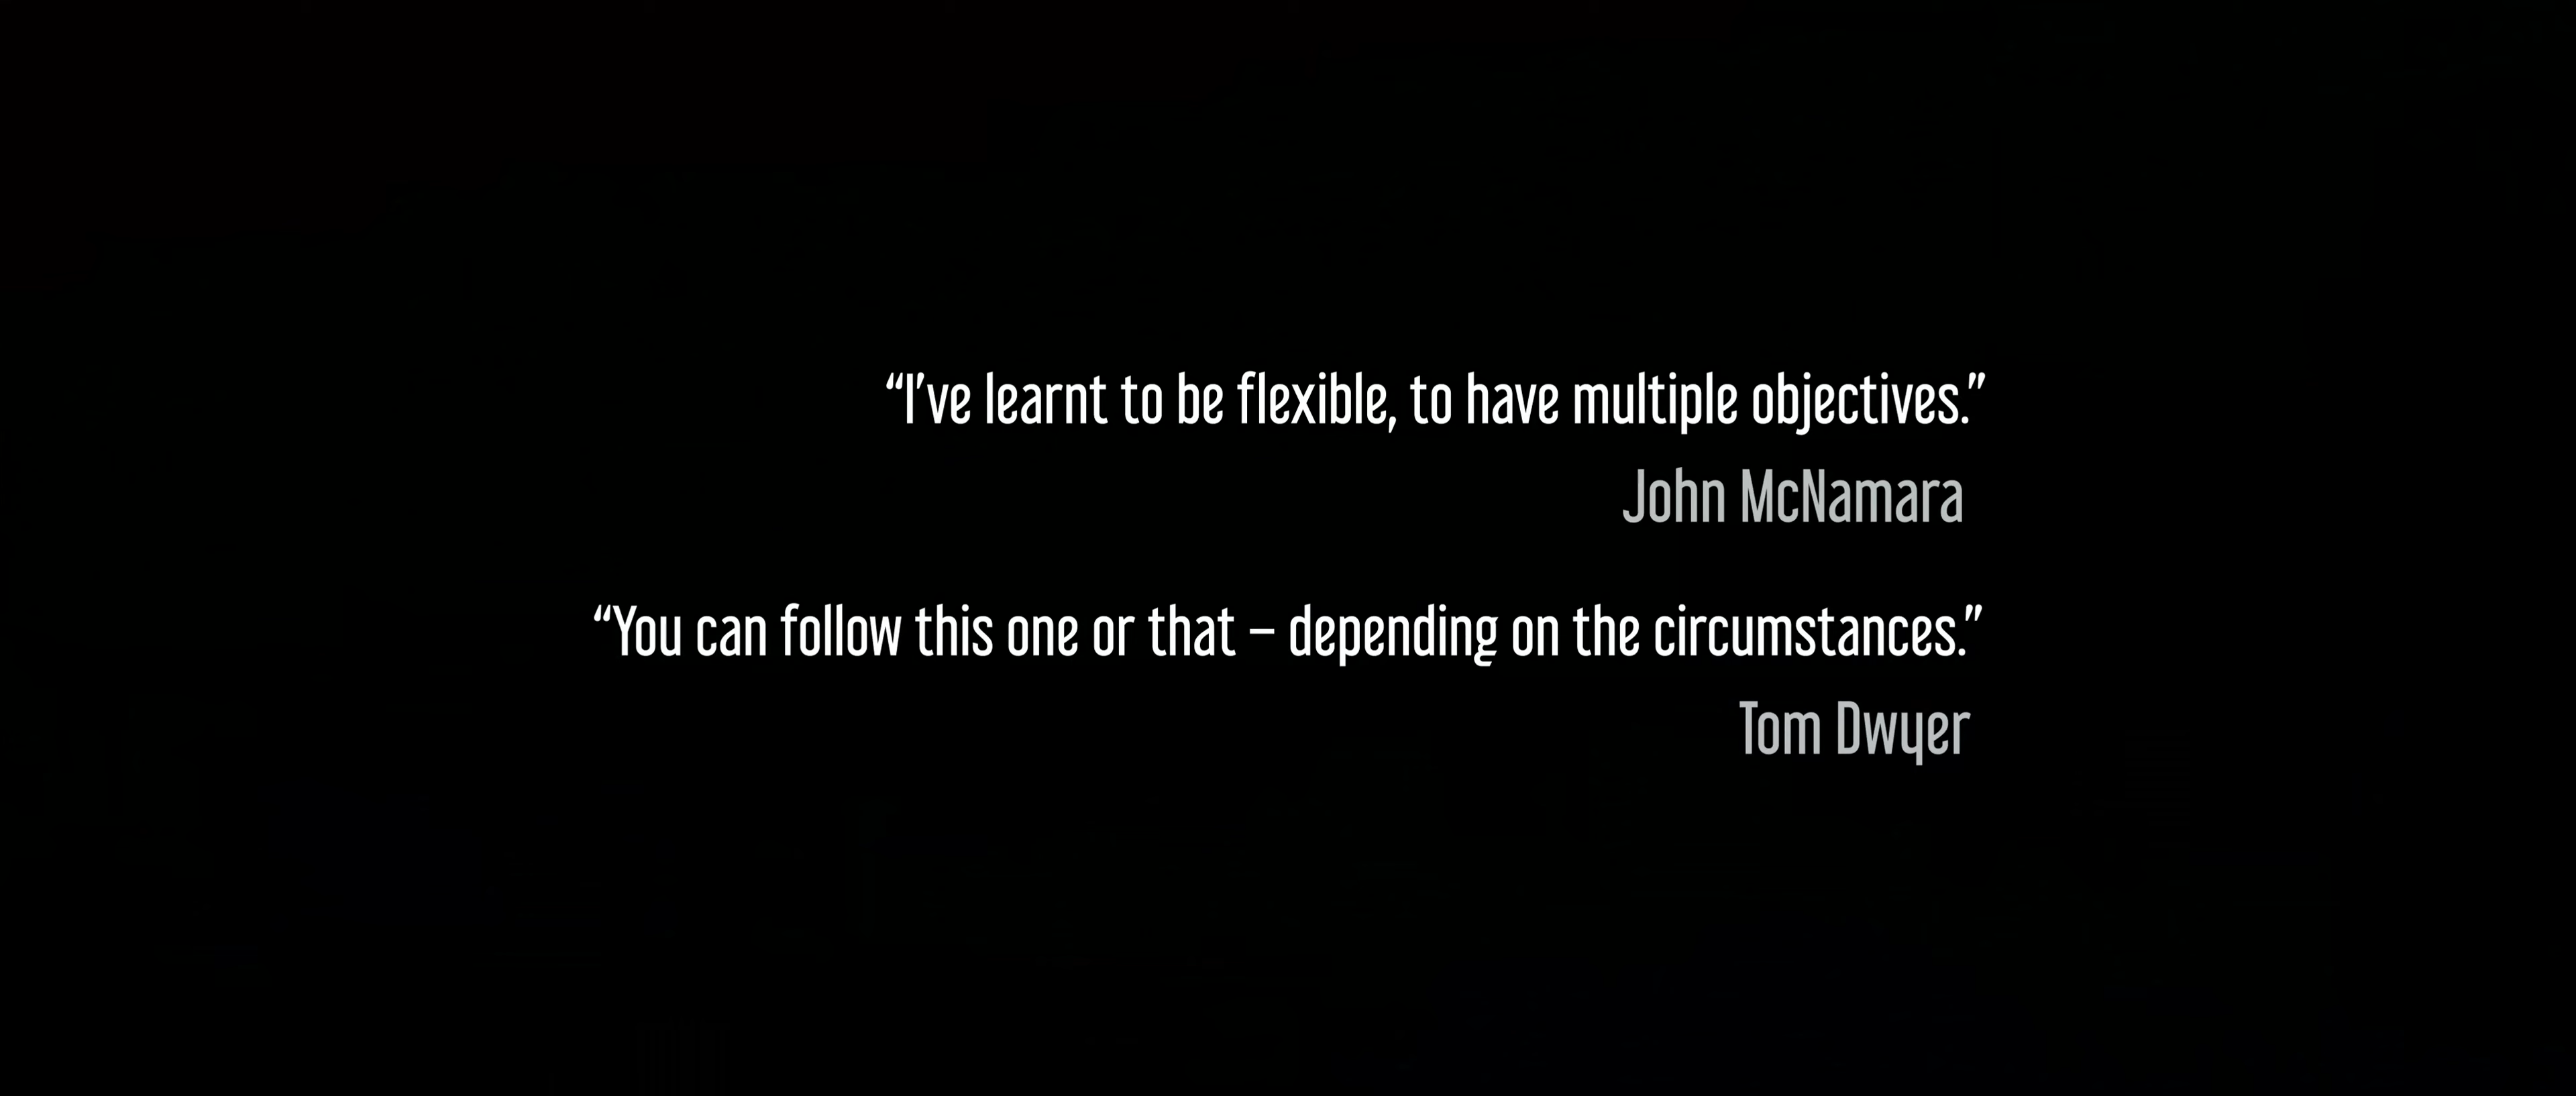 “I’ve learnt to be flexible, to have multiple objectives.”
John McNamara
“You can follow this one or that – depending on the circumstances.”
Tom Dwyer